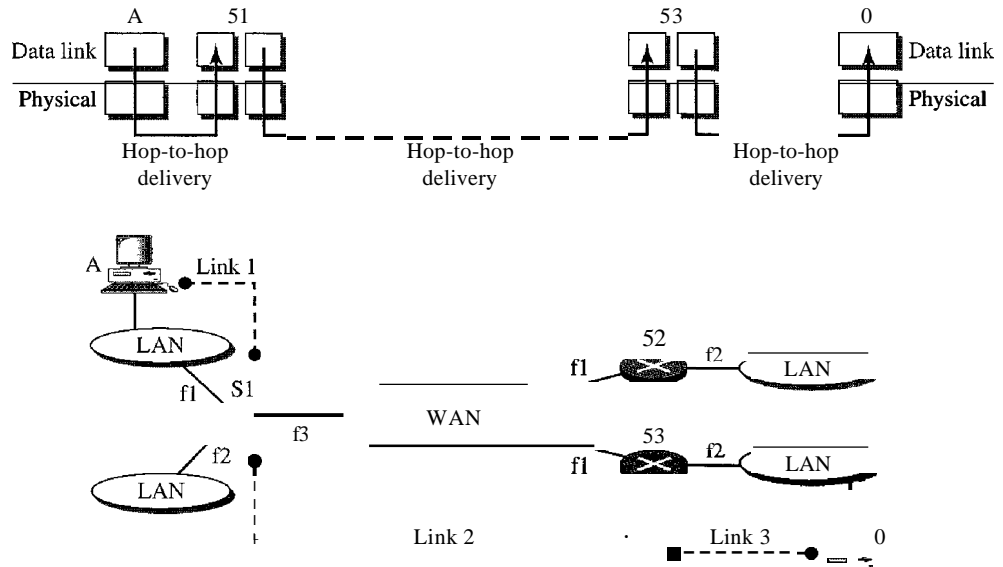 A 51 53 0
Data link Data link
Physical Physical
Hop-to-hop Hop-to-hop Hop-to-hop
delivery delivery delivery
A Link 1
LAN 52
f1 f2 LAN
f1 S1
WAN
f3 53
f2 f1 f2 LAN
LAN
Link 2 Link 3 0